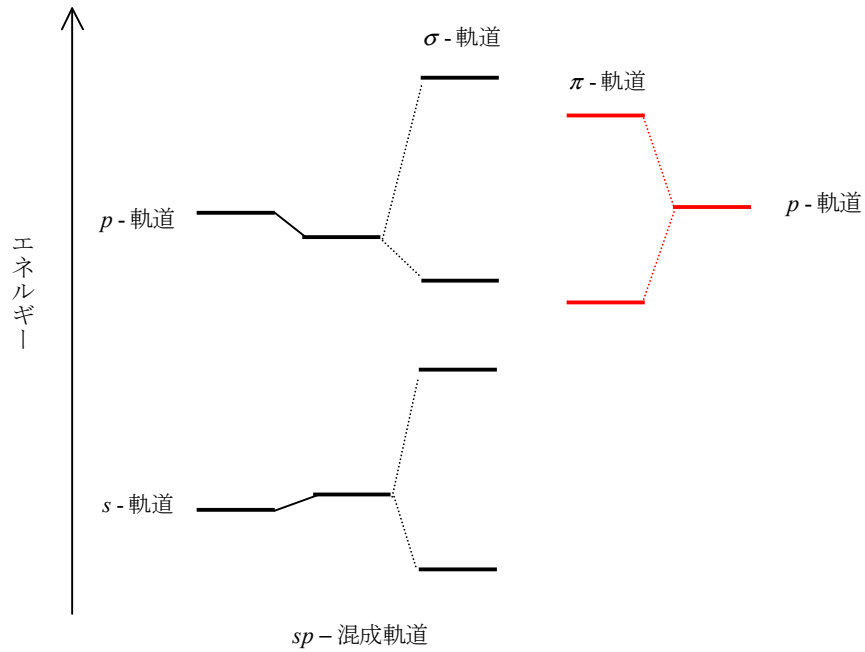 σ - 軌道
π - 軌道
p - 軌道
p - 軌道
エネルギー
s - 軌道
sp – 混成軌道